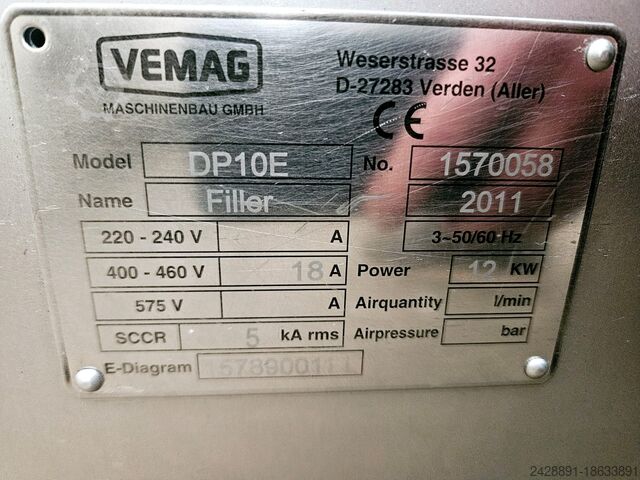 VEMAG
MASCHINENBAU GMBH
Weserstrasse 32
D-27283 Verden (Aller)
CE
Model DP10E No. 1570058
Name Filler 2011
220 - 240 V A 3~50/60 Hz
400 - 460 V 18 A Power 12 KW
575 V A Airquantity l/min
SCCR 5 kA rms Airpressure bar
E-Diagram
2428891-18633891